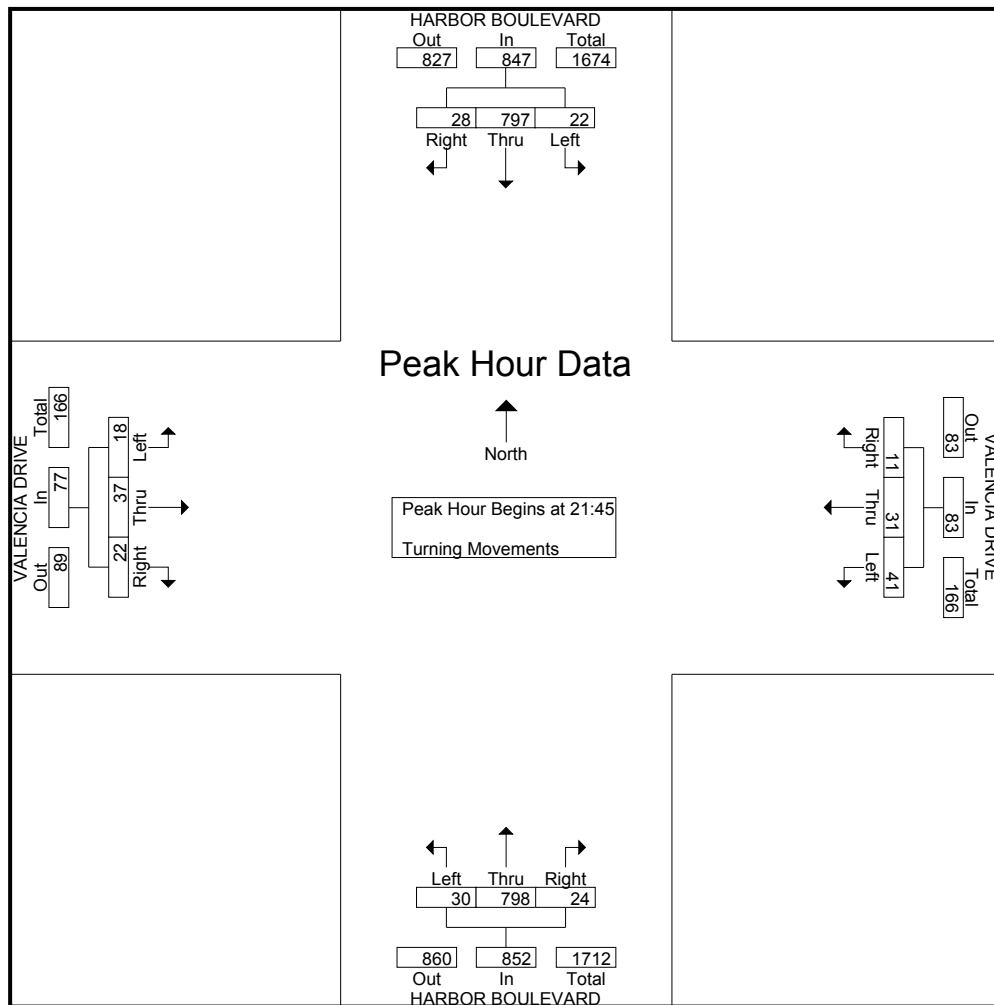 HARBOR BOULEVARD
Out In Total
827 847 1674
28 797 22
Right Thru Left
Peak Hour Data
North
Peak Hour Begins at 21:45
Turning Movements
VALENCIA DRIVE
Out In Total
89 77 166
Right Thru Left
22 37 18
VALENCIA DRIVE
Out In Total
83 83 166
Right Thru Left
11 31 41
Left Thru Right
30 798 24
860 852 1712
Out In Total
HARBOR BOULEVARD